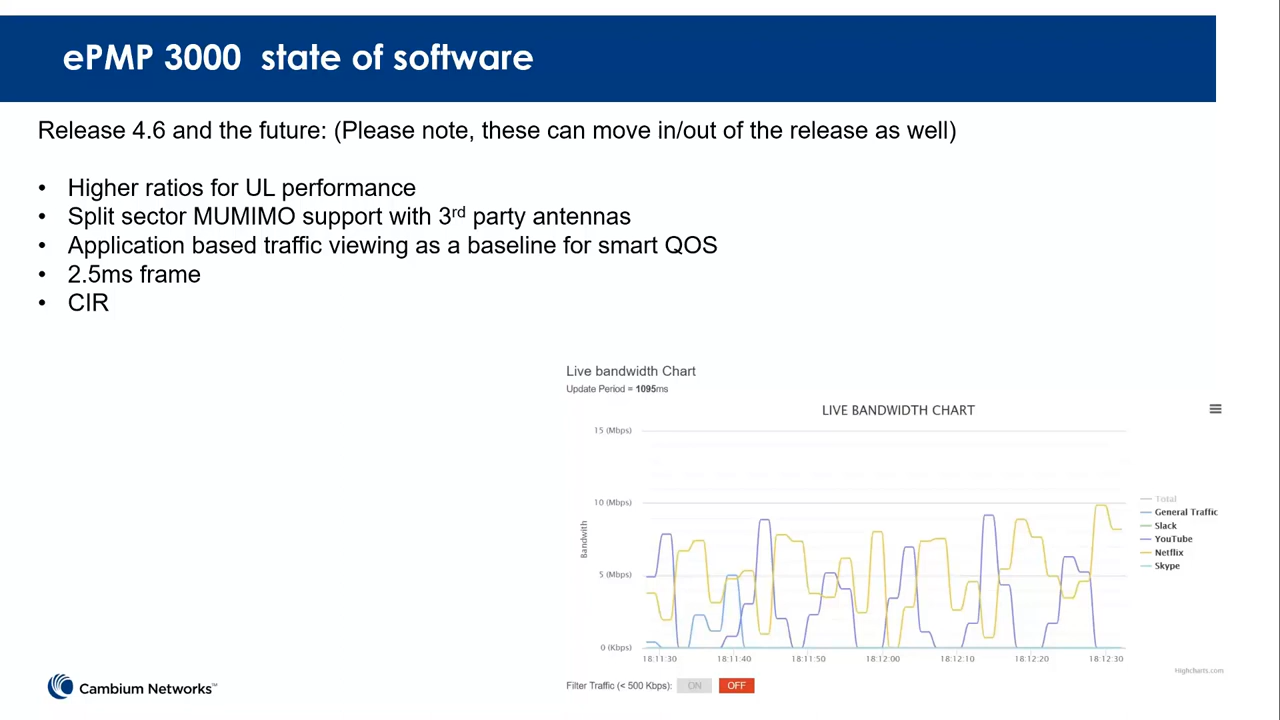 ePMP 3000  state of software
Release 4.6 and the future: (Please note, these can move in/out of the release as well)
• Higher ratios for UL performance
• Split sector MUMIMO support with 3rd party antennas
• Application based traffic viewing as a baseline for smart QOS
• 2.5ms frame
• CIR
Live bandwidth Chart
Update Period = 1095ms
LIVE BANDWIDTH CHART
15 (Mbps)
10 (Mbps)
5 (Mbps)
0 (Kbps)
Bandwith
18:11:30 18:11:40 18:11:50 18:12:00 18:12:10 18:12:20 18:12:30
Total
General Traffic
Slack
YouTube
Netflix
Skype
Highcharts.com
Filter Traffic (< 500 Kbps): ON OFF
Cambium Networks™